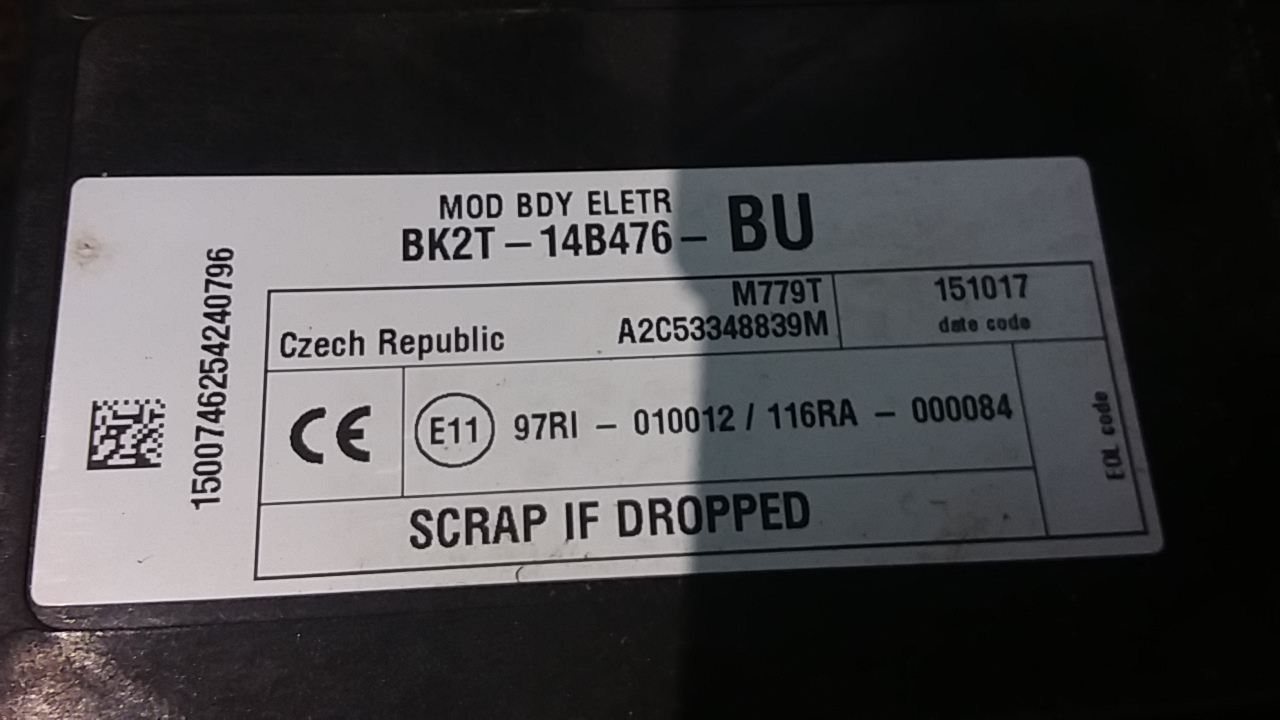 MOD BDY ELETR
BK2T - 14B476 - BU
M779T
Czech Republic A2C53348839M
151017
date code
CE
E11 97RI - 010012 / 116RA - 000084
SCRAP IF DROPPED
EOL code
1500746254240796